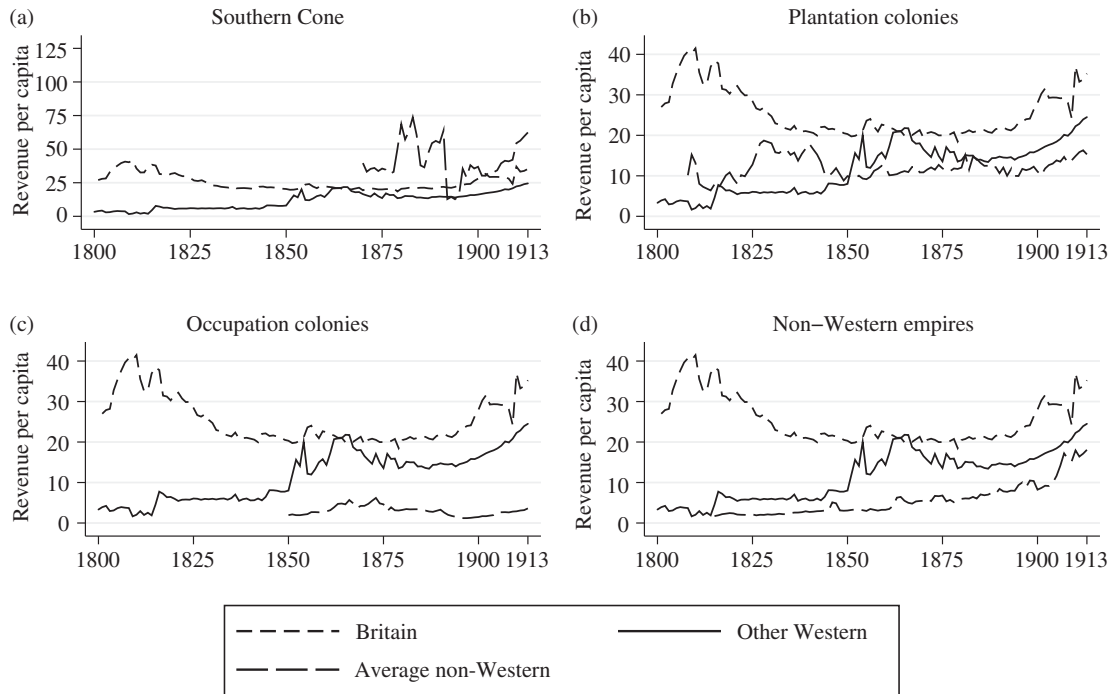 (a) Southern Cone
Revenue per capita
125
100
75
50
25
0
1800 1825 1850 1875 1900 1913
(b) Plantation colonies
Revenue per capita
40
30
20
10
0
1800 1825 1850 1875 1900 1913
(c) Occupation colonies
Revenue per capita
40
30
20
10
0
1800 1825 1850 1875 1900 1913
(d) Non−Western empires
Revenue per capita
40
30
20
10
0
1800 1825 1850 1875 1900 1913
Britain Other Western
Average non-Western